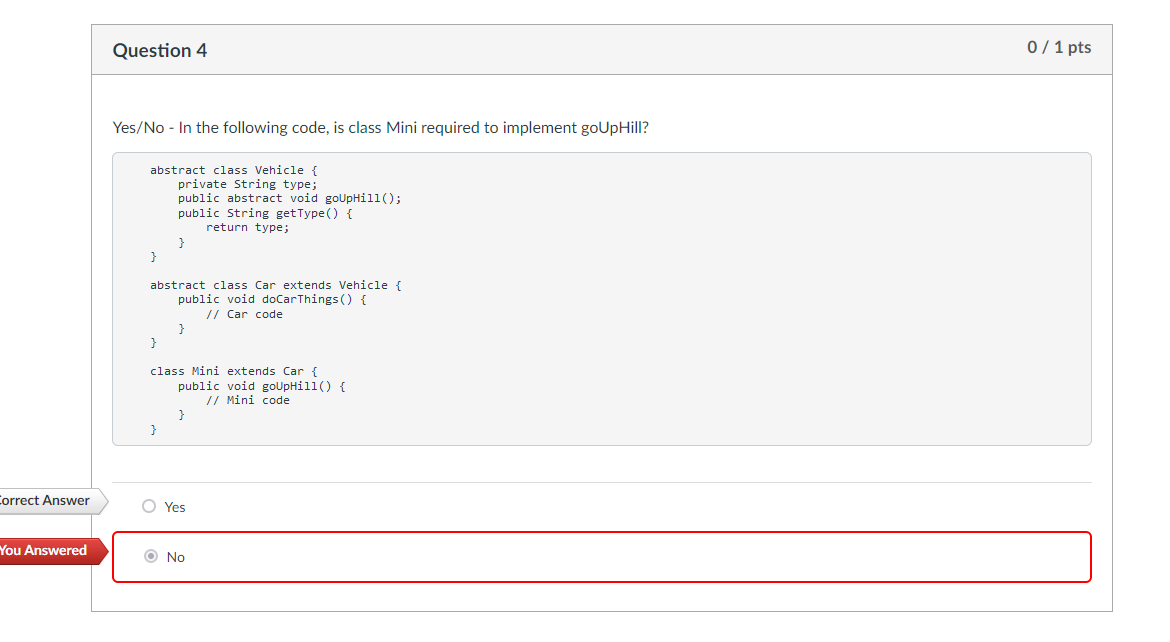 Question 4
0 / 1 pts
Yes/No - In the following code, is class Mini required to implement goUpHill?
abstract class Vehicle {
    private String type;
    public abstract void goUpHill();
    public String getType() {
        return type;
    }
}
abstract class Car extends Vehicle {
    public void doCarThings() {
        // Car code
    }
}
class Mini extends Car {
    public void goUpHill() {
        // Mini code
    }
}
orrect Answer
Yes
You Answered
No